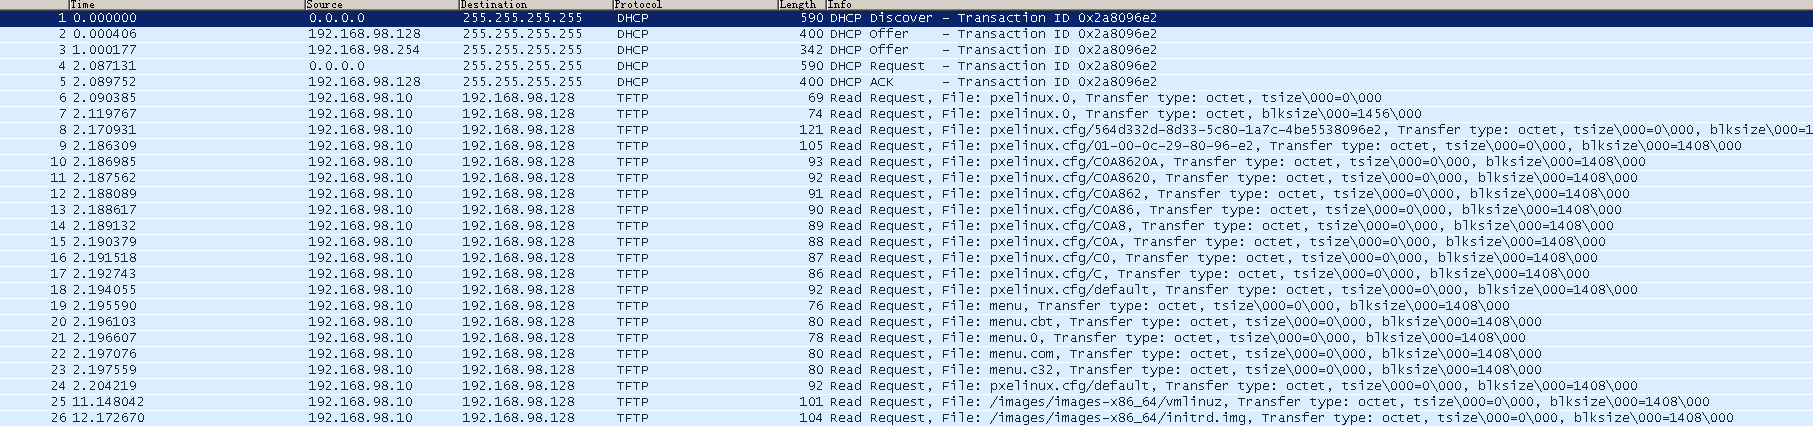 Time Source Destination Protocol Length Info
1 0.000000 0.0.0.0 255.255.255.255 DHCP 590 DHCP Discover - Transaction ID 0x2a8096e2
2 0.000406 192.168.98.128 255.255.255.255 DHCP 400 DHCP Offer - Transaction ID 0x2a8096e2
3 1.000177 192.168.98.254 255.255.255.255 DHCP 342 DHCP Offer - Transaction ID 0x2a8096e2
4 2.087131 0.0.0.0 255.255.255.255 DHCP 590 DHCP Request - Transaction ID 0x2a8096e2
5 2.089752 192.168.98.128 255.255.255.255 DHCP 400 DHCP ACK - Transaction ID 0x2a8096e2
6 2.090385 192.168.98.10 192.168.98.128 TFTP 69 Read Request, File: pxelinux.0, Transfer type: octet, tsize\000=0\000
7 2.119767 192.168.98.10 192.168.98.128 TFTP 74 Read Request, File: pxelinux.0, Transfer type: octet, blksize\000=1456\000
8 2.170931 192.168.98.10 192.168.98.128 TFTP 121 Read Request, File: pxelinux.cfg/564d332d-8d33-5c80-1a7c-4be5538096e2, Transfer type: octet, tsize\000=0\000, blksize\000=1
9 2.186309 192.168.98.10 192.168.98.128 TFTP 105 Read Request, File: pxelinux.cfg/01-00-0c-29-80-96-e2, Transfer type: octet, tsize\000=0\000, blksize\000=1408\000
10 2.186985 192.168.98.10 192.168.98.128 TFTP 93 Read Request, File: pxelinux.cfg/C0A8620A, Transfer type: octet, tsize\000=0\000, blksize\000=1408\000
11 2.187562 192.168.98.10 192.168.98.128 TFTP 92 Read Request, File: pxelinux.cfg/C0A8620, Transfer type: octet, tsize\000=0\000, blksize\000=1408\000
12 2.188089 192.168.98.10 192.168.98.128 TFTP 91 Read Request, File: pxelinux.cfg/C0A862, Transfer type: octet, tsize\000=0\000, blksize\000=1408\000
13 2.188617 192.168.98.10 192.168.98.128 TFTP 90 Read Request, File: pxelinux.cfg/C0A86, Transfer type: octet, tsize\000=0\000, blksize\000=1408\000
14 2.189132 192.168.98.10 192.168.98.128 TFTP 89 Read Request, File: pxelinux.cfg/C0A8, Transfer type: octet, tsize\000=0\000, blksize\000=1408\000
15 2.190379 192.168.98.10 192.168.98.128 TFTP 88 Read Request, File: pxelinux.cfg/C0A, Transfer type: octet, tsize\000=0\000, blksize\000=1408\000
16 2.191518 192.168.98.10 192.168.98.128 TFTP 87 Read Request, File: pxelinux.cfg/C0, Transfer type: octet, tsize\000=0\000, blksize\000=1408\000
17 2.192743 192.168.98.10 192.168.98.128 TFTP 86 Read Request, File: pxelinux.cfg/C, Transfer type: octet, tsize\000=0\000, blksize\000=1408\000
18 2.194055 192.168.98.10 192.168.98.128 TFTP 92 Read Request, File: pxelinux.cfg/default, Transfer type: octet, tsize\000=0\000, blksize\000=1408\000
19 2.195590 192.168.98.10 192.168.98.128 TFTP 76 Read Request, File: menu, Transfer type: octet, tsize\000=0\000, blksize\000=1408\000
20 2.196103 192.168.98.10 192.168.98.128 TFTP 80 Read Request, File: menu.cbt, Transfer type: octet, tsize\000=0\000, blksize\000=1408\000
21 2.196607 192.168.98.10 192.168.98.128 TFTP 78 Read Request, File: menu.0, Transfer type: octet, tsize\000=0\000, blksize\000=1408\000
22 2.197076 192.168.98.10 192.168.98.128 TFTP 80 Read Request, File: menu.com, Transfer type: octet, tsize\000=0\000, blksize\000=1408\000
23 2.197559 192.168.98.10 192.168.98.128 TFTP 80 Read Request, File: menu.c32, Transfer type: octet, tsize\000=0\000, blksize\000=1408\000
24 2.204219 192.168.98.10 192.168.98.128 TFTP 92 Read Request, File: pxelinux.cfg/default, Transfer type: octet, tsize\000=0\000, blksize\000=1408\000
25 11.148042 192.168.98.10 192.168.98.128 TFTP 101 Read Request, File: /images/images-x86_64/vmlinuz, Transfer type: octet, tsize\000=0\000, blksize\000=1408\000
26 12.172670 192.168.98.10 192.168.98.128 TFTP 104 Read Request, File: /images/images-x86_64/initrd.img, Transfer type: octet, tsize\000=0\000, blksize\000=1408\000